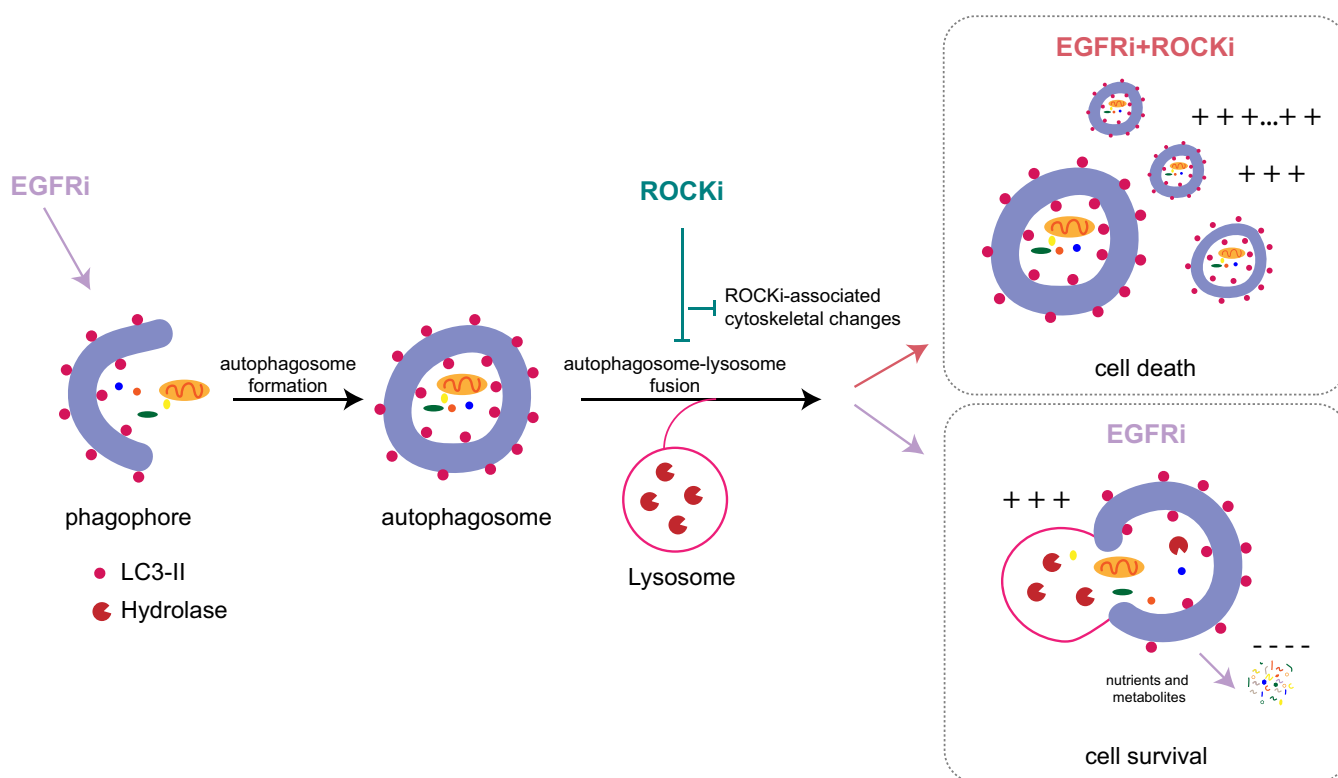 EGFRi
ROCKi
ROCKi-associated
cytoskeletal changes
autophagosome
formation
autophagosome-lysosome
fusion
phagophore
autophagosome
Lysosome
LC3-II
Hydrolase
EGFRi+ROCKi
+ + +...+ +
+ + +
cell death
EGFRi
+ + +
- - - -
nutrients and
metabolites
cell survival